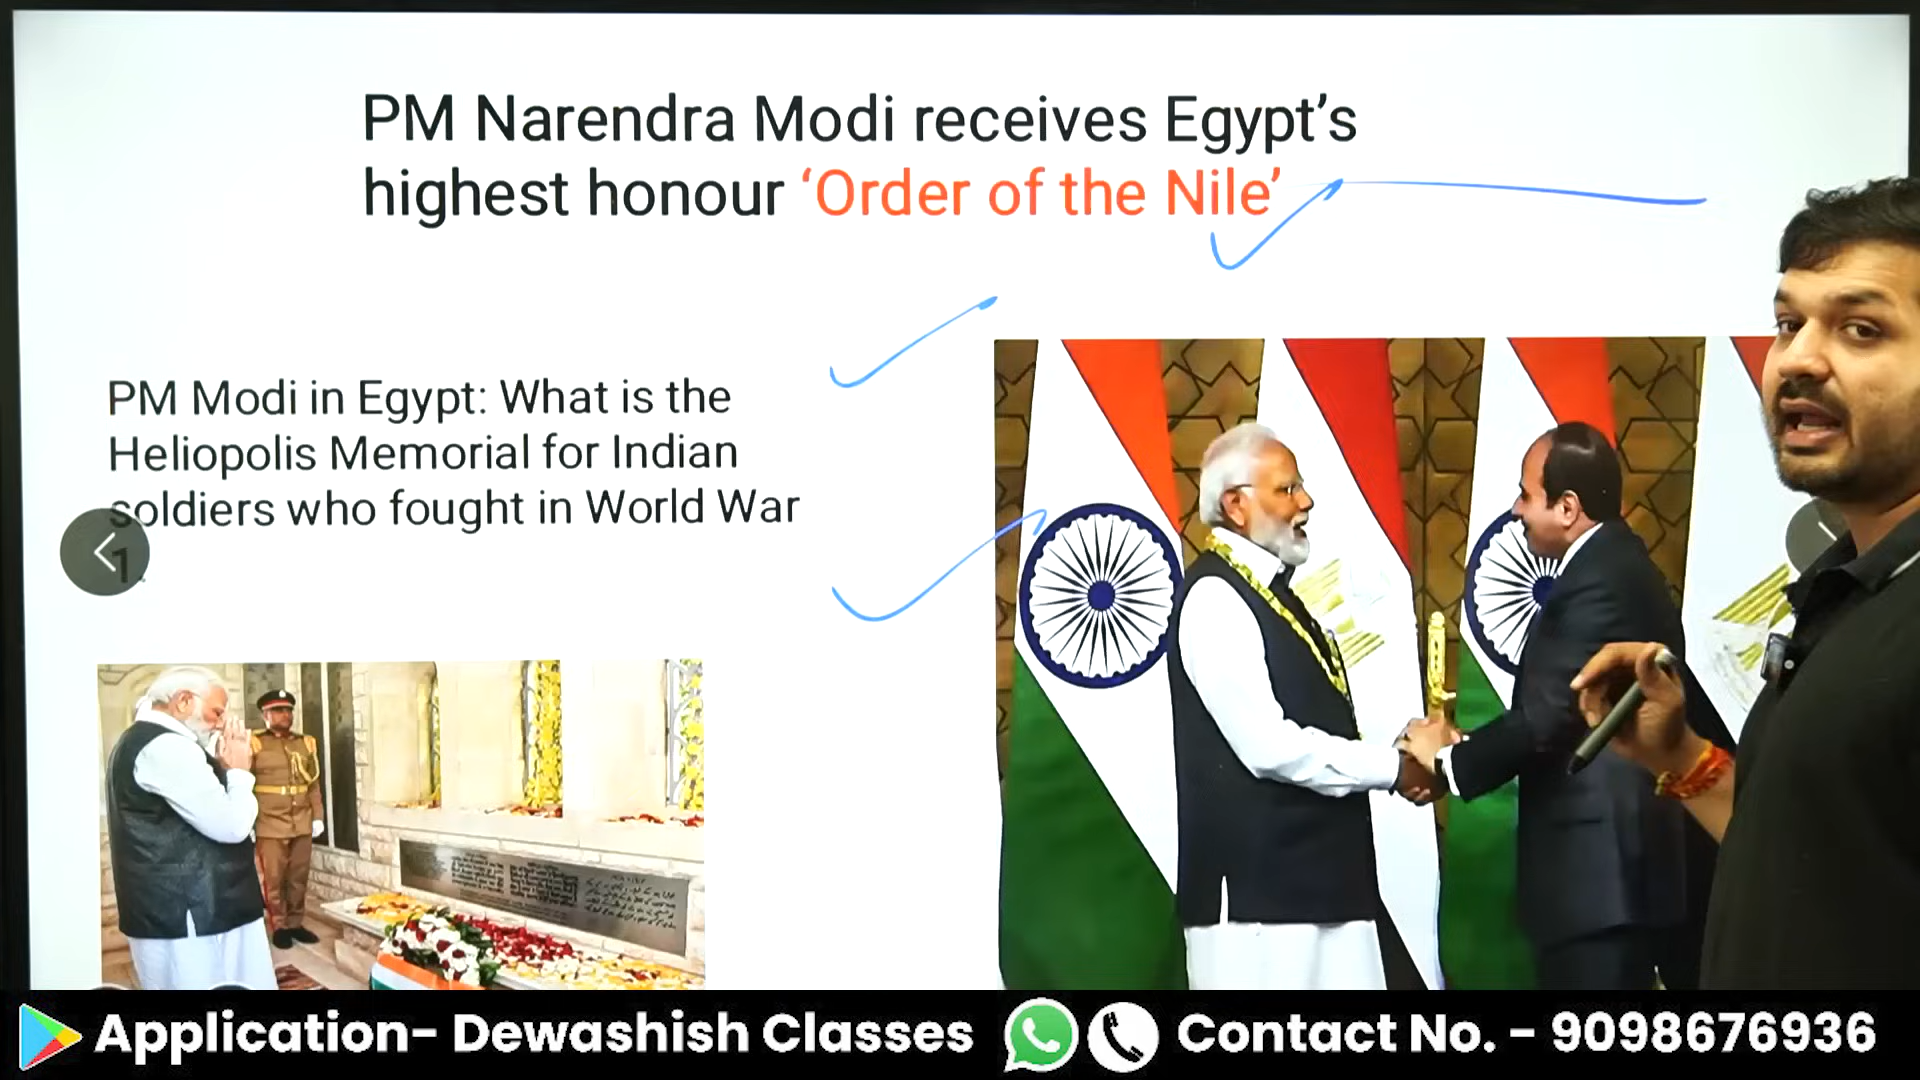 PM Narendra Modi receives Egypt’s
highest honour ‘Order of the Nile’
PM Modi in Egypt: What is the
Heliopolis Memorial for Indian
soldiers who fought in World War
1.
Application- Dewashish Classes
Contact No. - 9098676936